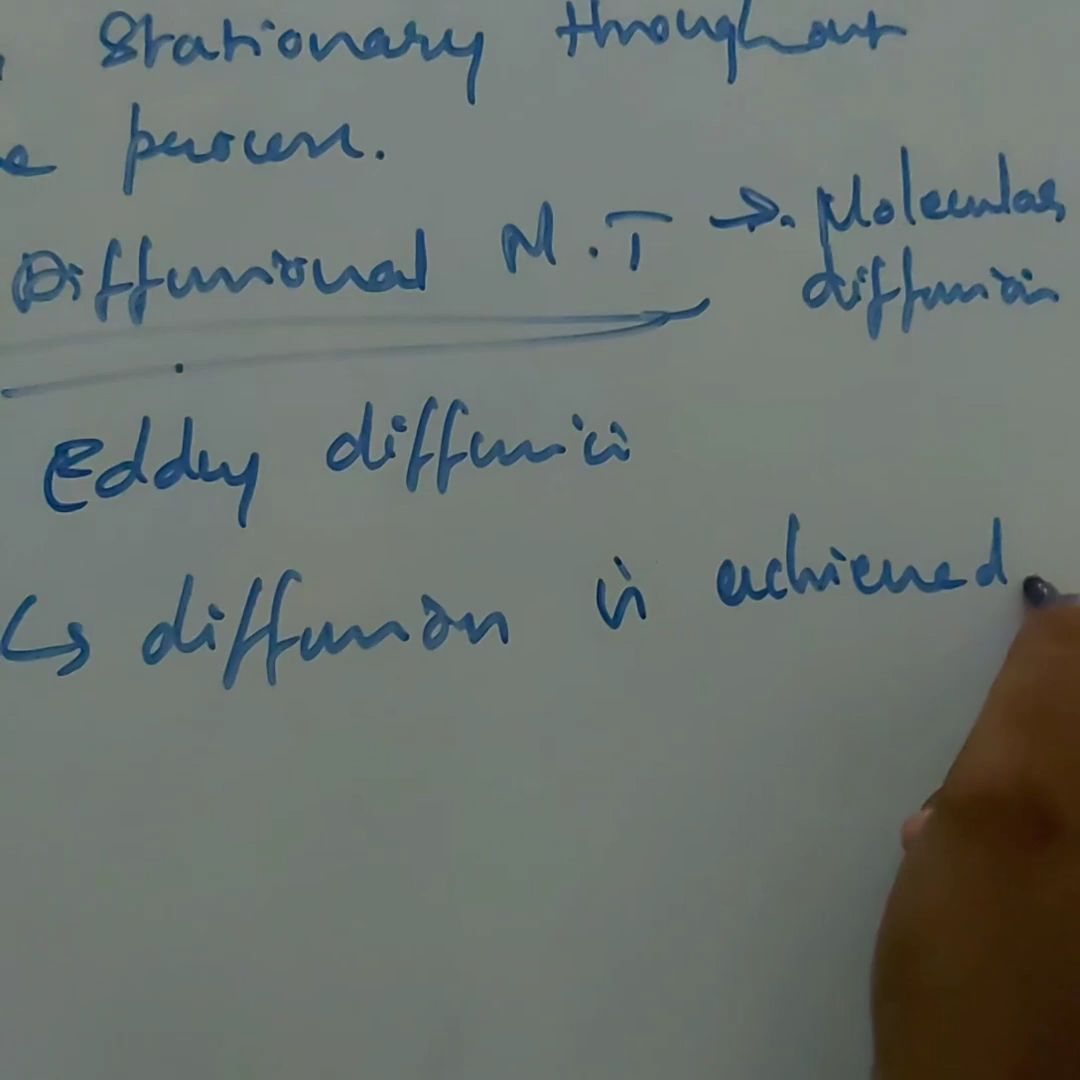 Stationary throughout
process.
Diffusional M.T → Molecular
diffusion
Eddy diffusion
↳ diffusion is achieved